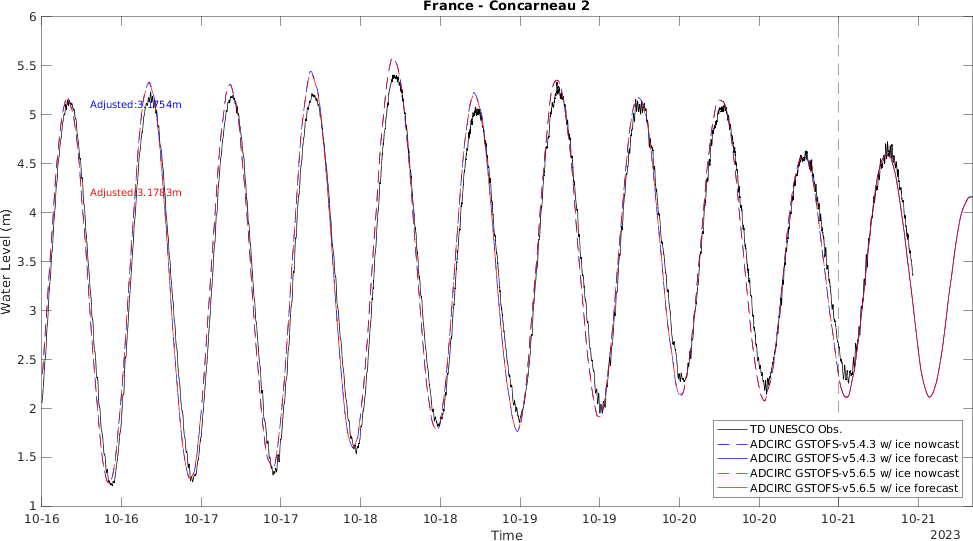 France - Concarneau 2
6
5.5
5
4.5
4
3.5
3
2.5
2
1.5
1
Water Level (m)
Adjusted:3.1754m
Adjusted:3.1783m
TD UNESCO Obs.
ADCIRC GSTOFS-v5.4.3 w/ ice nowcast
ADCIRC GSTOFS-v5.4.3 w/ ice forecast
ADCIRC GSTOFS-v5.6.5 w/ ice nowcast
ADCIRC GSTOFS-v5.6.5 w/ ice forecast
10-16 10-16 10-17 10-17 10-18 10-18 10-19 10-19 10-20 10-20 10-21 10-21
2023
Time